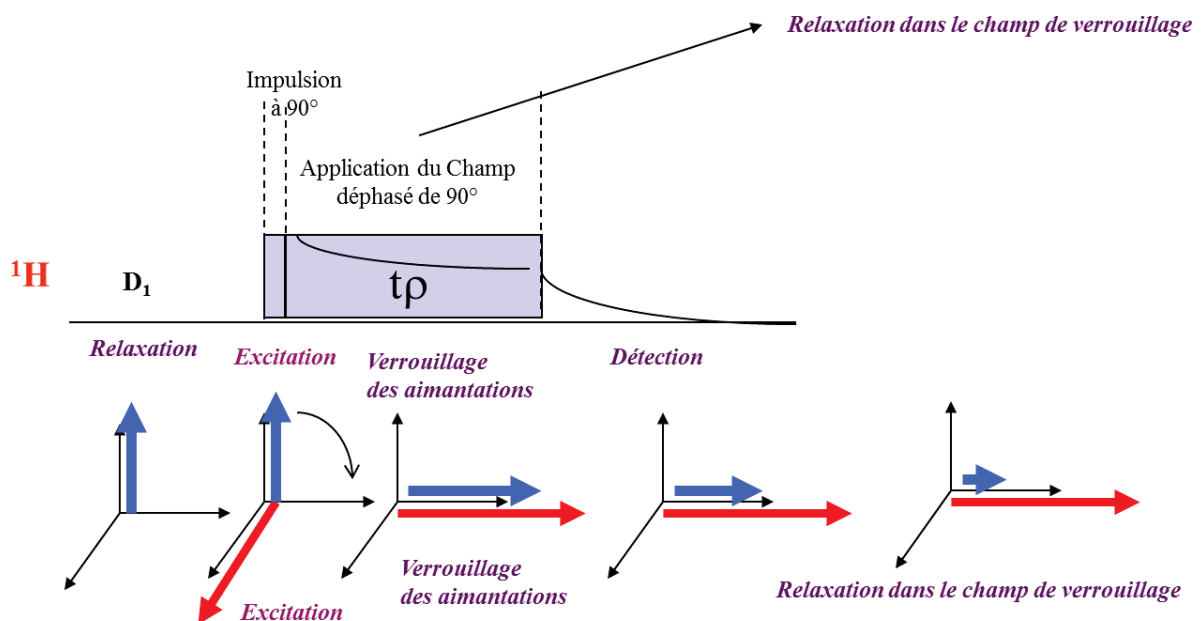 Relaxation dans le champ de verrouillage
Impulsion
à 90°
Application du Champ
déphasé de 90°
¹H
D₁
tρ
Relaxation
Excitation
Verrouillage
des aimantations
Détection
Excitation
Verrouillage
des aimantations
Relaxation dans le champ de verrouillage